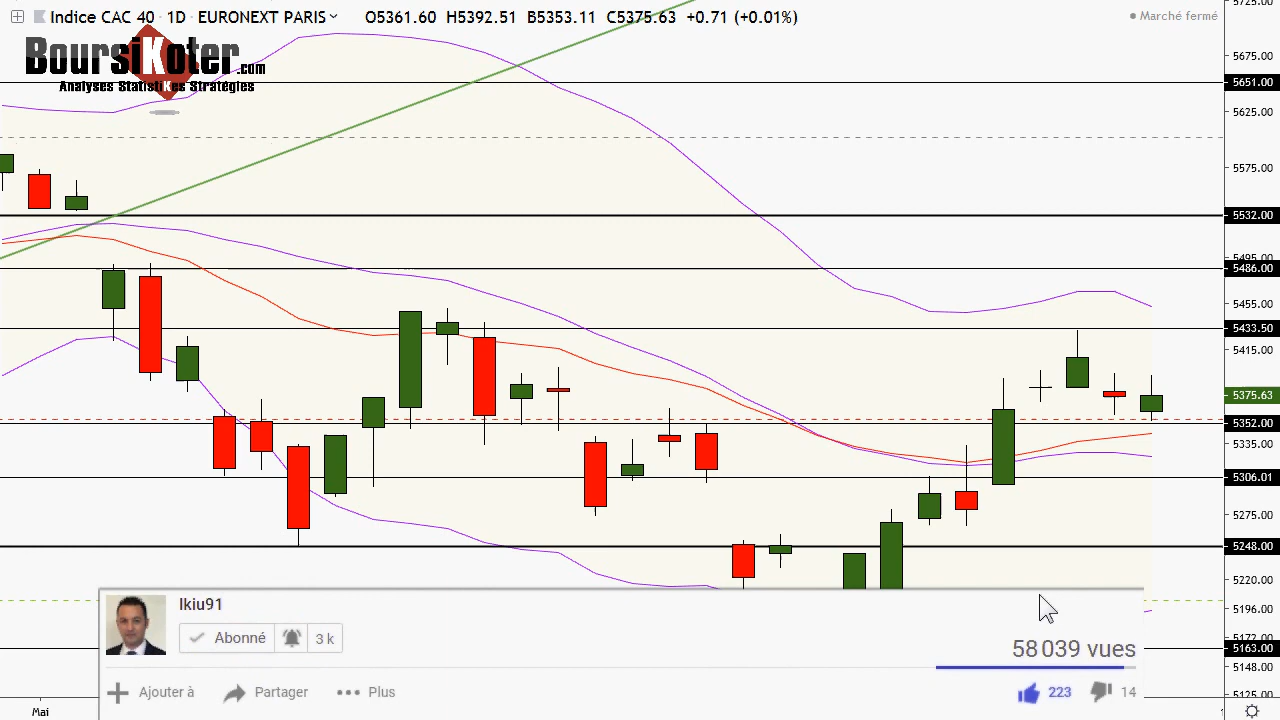 Indice CAC 40 · 1D · EURONEXT PARIS O5361.60 H5392.51 B5353.11 C5375.63 +0.71 (+0.01%)
Marché fermé
BoursiKoter.com
Analyses StatistiKes Stratégies
5725.00
5675.00
5651.00
5625.00
5575.00
5532.00
5495.00
5486.00
5455.00
5433.50
5415.00
5375.63
5352.00
5335.00
5306.01
5275.00
5248.00
5220.00
5196.00
5172.00
5163.00
5148.00
5125.00
Mai
Ikiu91
Abonné 3 k
58 039 vues
Ajouter à Partager Plus
223 14